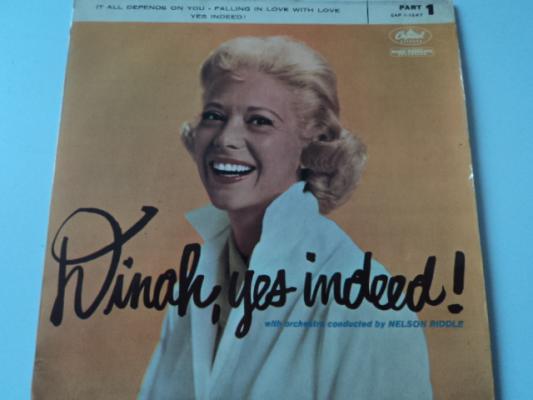 IT ALL DEPENDS ON YOU - FALLING IN LOVE WITH LOVE
YES INDEED!
PART 1
Capitol
Dinah, yes indeed!
with orchestra conducted by NELSON RIDDLE